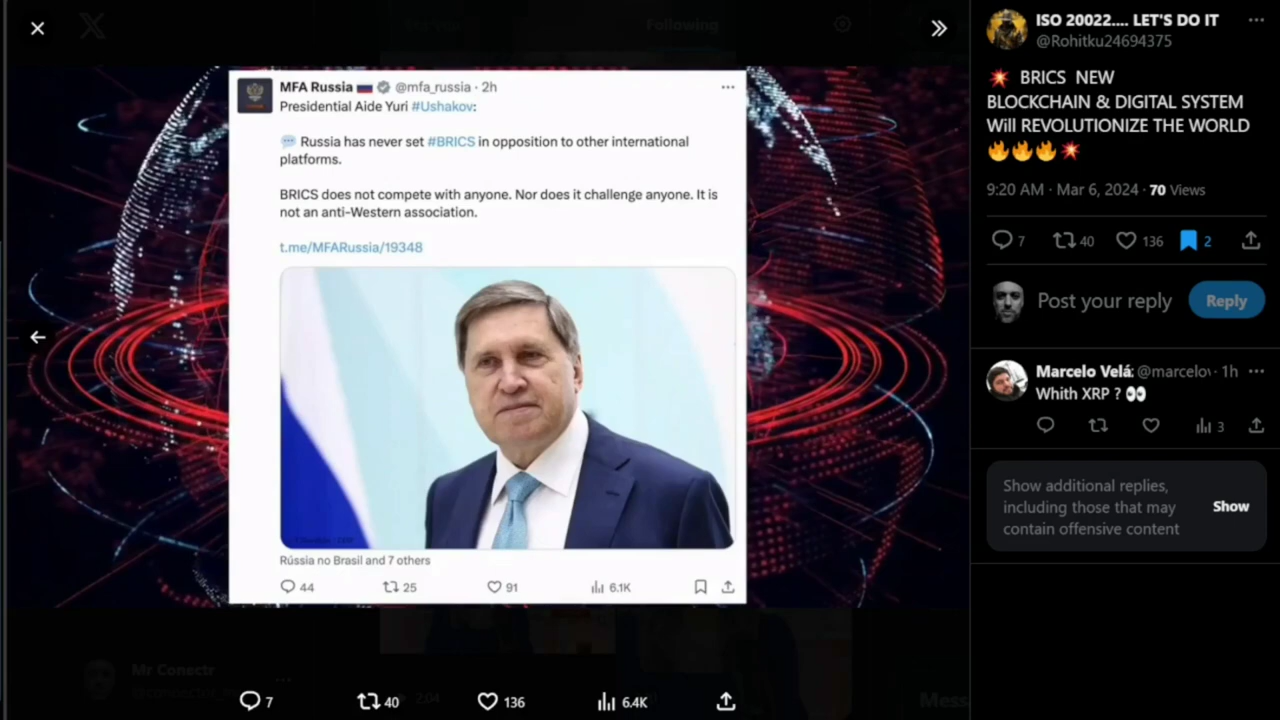 Following
MFA Russia @mfa_russia · 2h
Presidential Aide Yuri #Ushakov:
Russia has never set #BRICS in opposition to other international
platforms.
BRICS does not compete with anyone. Nor does it challenge anyone. It is
not an anti-Western association.
t.me/MFARussia/19348
Rússia no Brasil and 7 others
44 25 91 6.1K
Mr Conectr
7 40 136 6.4K
ISO 20022.... LET'S DO IT
@Rohitku24694375
BRICS NEW
BLOCKCHAIN & DIGITAL SYSTEM
Will REVOLUTIONIZE THE WORLD
9:20 AM · Mar 6, 2024 · 70 Views
7 40 136 2
Post your reply Reply
Marcelo Velá: @marcelov · 1h
Whith XRP ?
3
Show additional replies,
including those that may
contain offensive content
Show